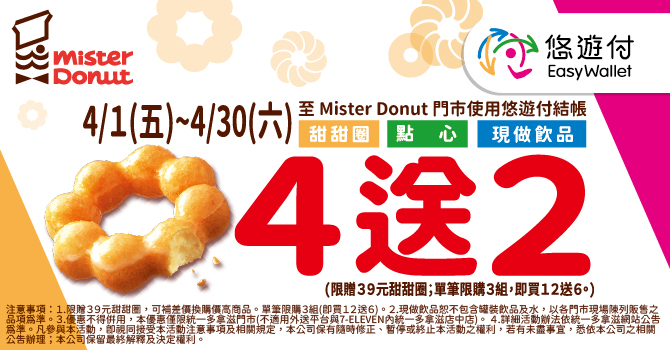 mister
Donut
悠遊付
EasyWallet
4/1(五)~4/30(六)
至 Mister Donut 門市使用悠遊付結帳
甜甜圈 點心 現做飲品
4送2
(限贈39元甜甜圈;單筆限購3組,即買12送6。)
注意事項：1.限贈39元甜甜圈，可補差價換購價高商品。單筆限購3組(即買12送6)。2.現做飲品恕不包含罐裝飲品及水，以各門市現場陳列販售之
品項為準。3.優惠不得併用，本優惠僅限統一多拿滋門市(不適用外送平台與7-ELEVEN內統一多拿滋店中店)。 4.詳細活動辦法依統一多拿滋網站公告
為準。凡參與本活動，即視同接受本活動注意事項及相關規定，本公司保有隨時修正、暫停或終止本活動之權利，若有未盡事宜，悉依本公司之相關
公告辦理；本公司保留最終解釋及決定權利。